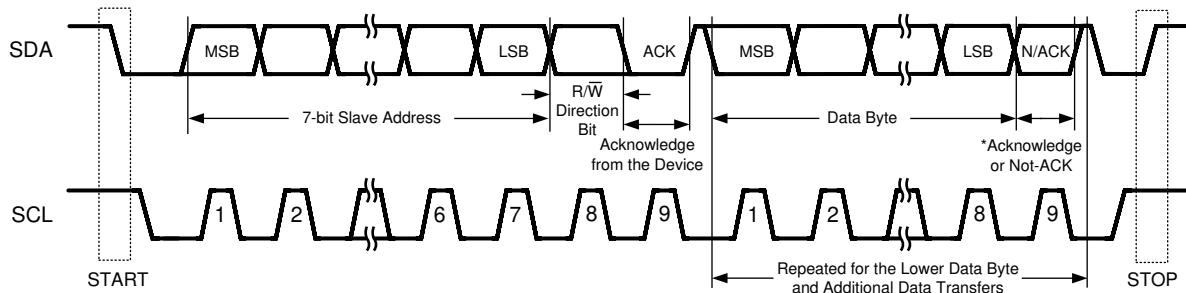 SDA
MSB
LSB
ACK
MSB
LSB
N/ACK
7-bit Slave Address
R/W̅
Direction
Bit
Acknowledge
from the Device
Data Byte
*Acknowledge
or Not-ACK
SCL
1
2
6
7
8
9
1
2
8
9
START
Repeated for the Lower Data Byte
and Additional Data Transfers
STOP